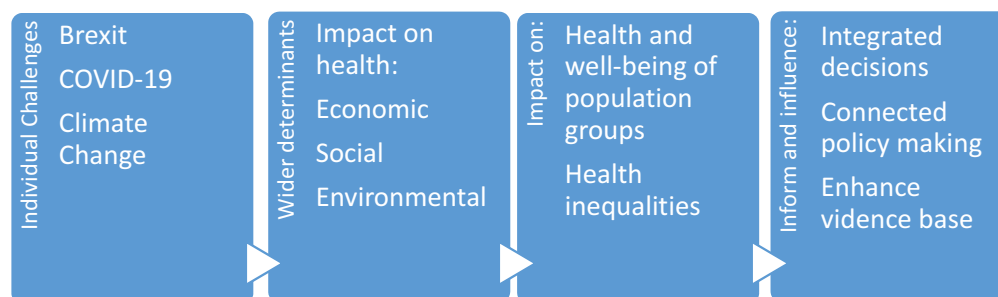 Individual Challenges
Brexit
COVID-19
Climate
Change
Wider determinants
Impact on
health:
Economic
Social
Environmental
Impact on:
Health and
well-being of
population
groups
Health
inequalities
Inform and influence:
Integrated
decisions
Connected
policy making
Enhance
vidence base